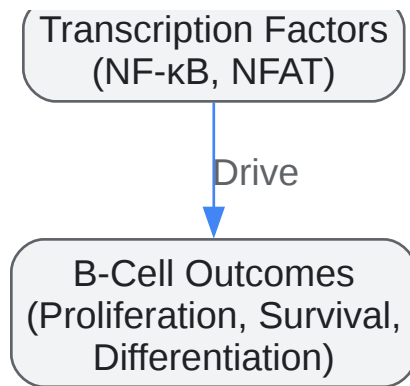 Transcription Factors
(NF-κB, NFAT)
Drive
B-Cell Outcomes
(Proliferation, Survival,
Differentiation)